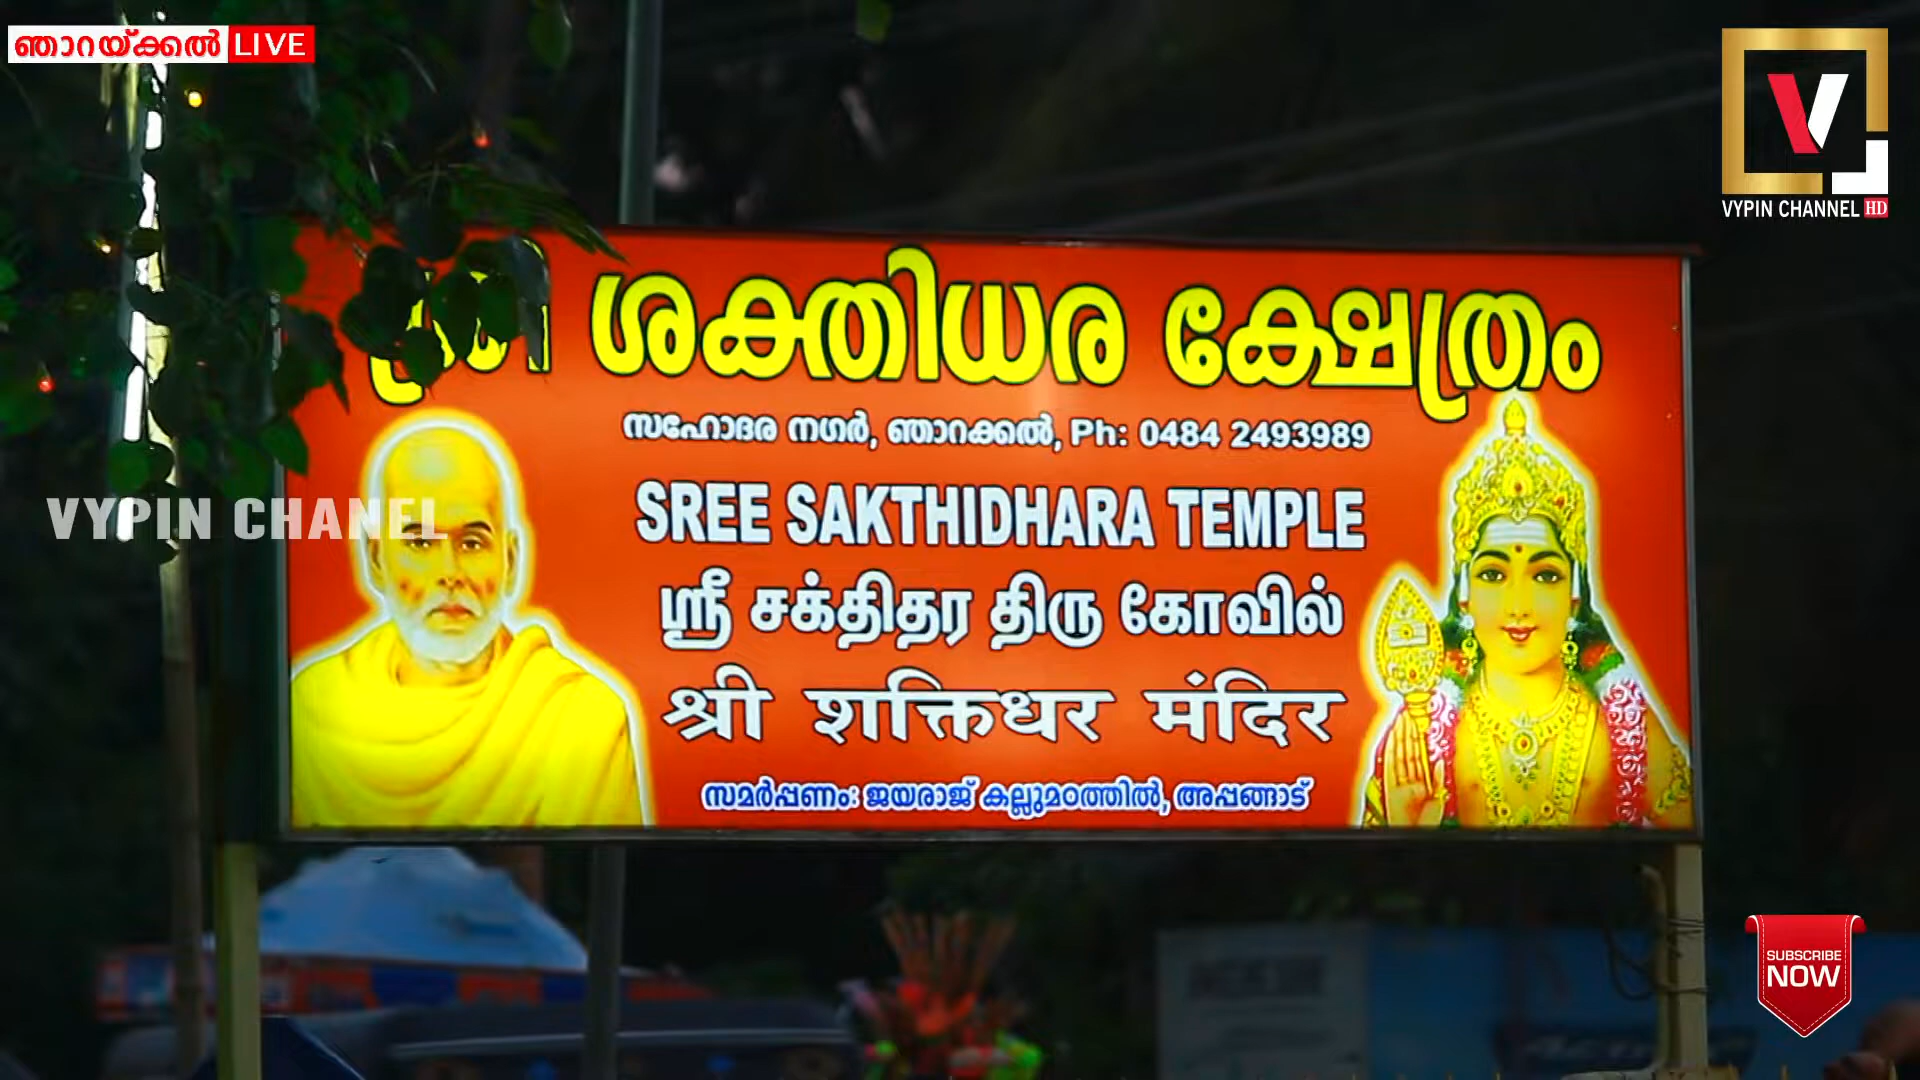 ഞാറയ്ക്കൽ LIVE
VYPIN CHANNEL HD
ശ്രീ ശക്തിധര ക്ഷേത്രം
സഹോദര നഗർ, ഞാറക്കൽ, Ph: 0484 2493989
VYPIN CHANEL
SREE SAKTHIDHARA TEMPLE
ஸ்ரீ சக்திதர திரு கோவில்
श्री शक्तिधर मंदिर
സമർപ്പണം: ജയരാജ് കല്ലുമഠത്തിൽ, അപ്പങ്ങാട്
SUBSCRIBE
NOW